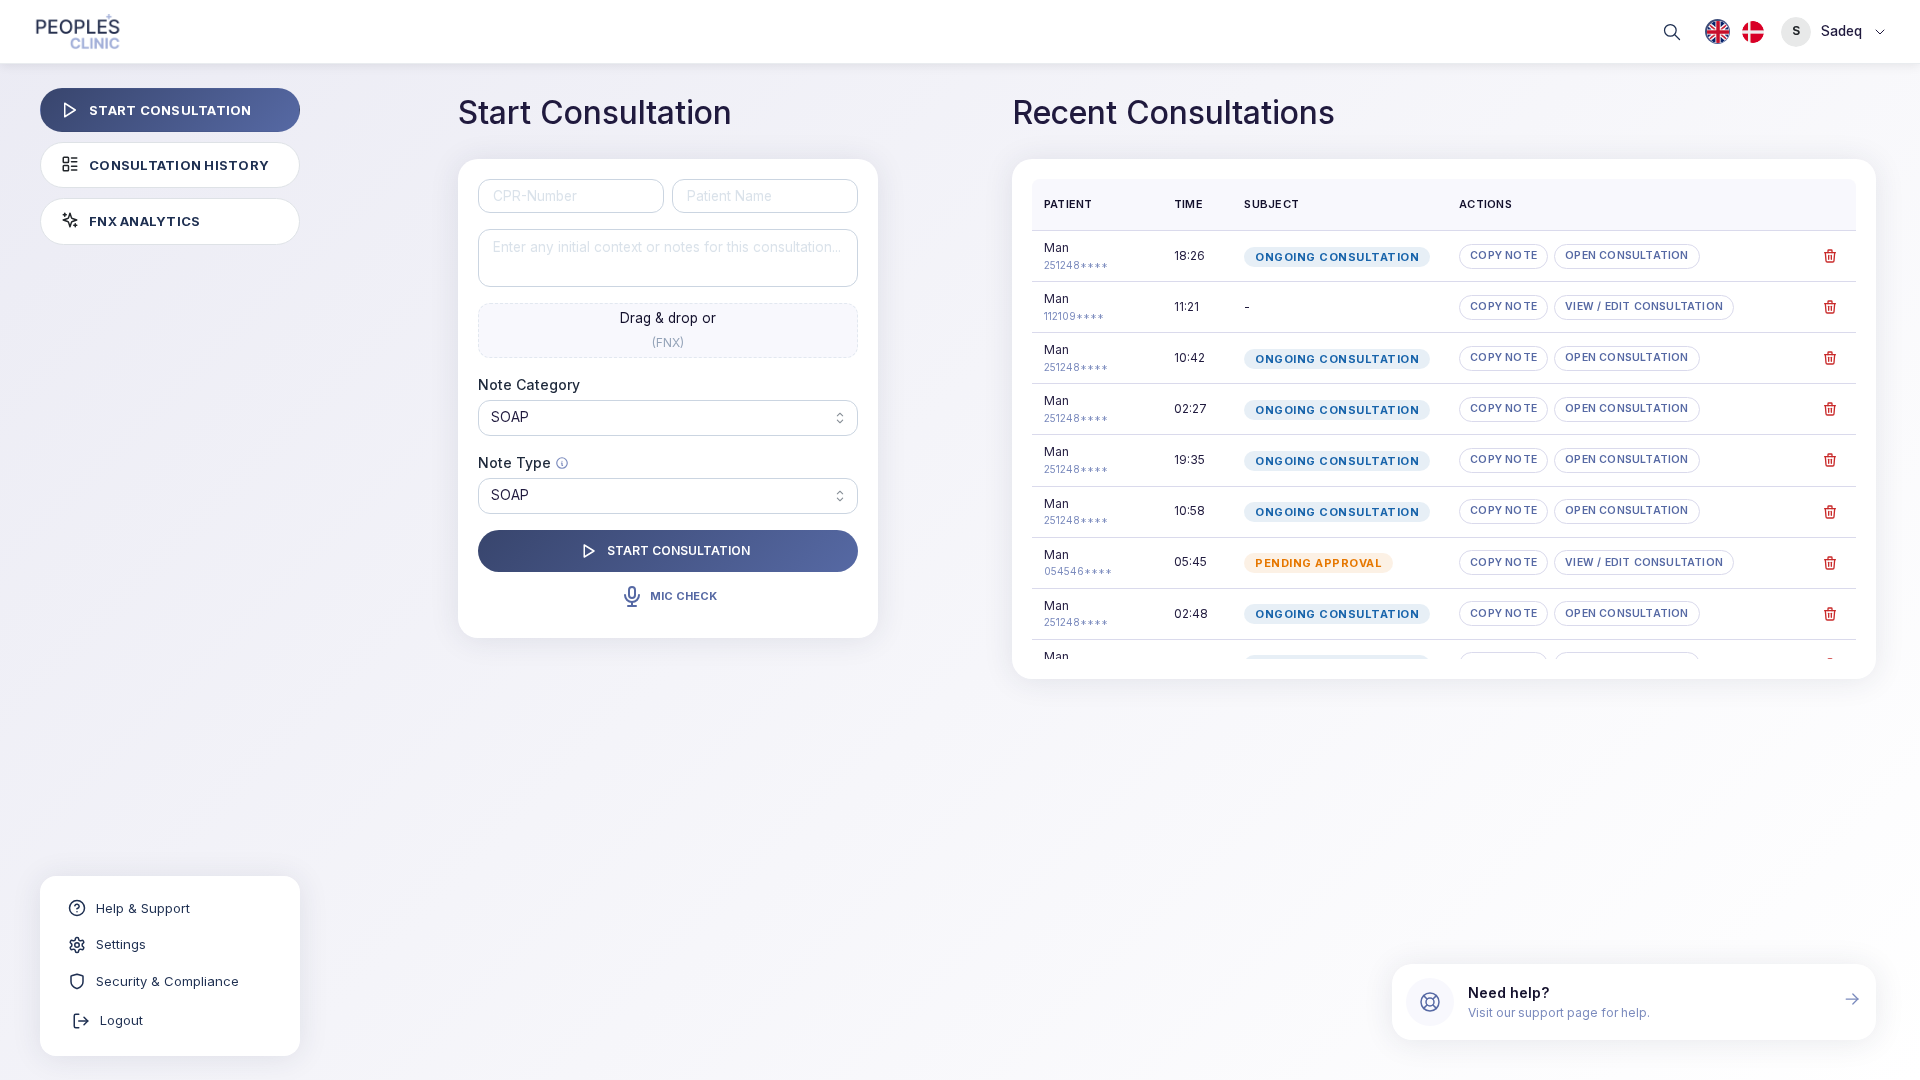 PEOPLE'S
CLINIC
S Sadeq
START CONSULTATION
CONSULTATION HISTORY
FNX ANALYTICS
Start Consultation
CPR-Number Patient Name
Enter any initial context or notes for this consultation...
Drag & drop or
(FNX)
Note Category
SOAP
Note Type
SOAP
START CONSULTATION
MIC CHECK
Recent Consultations
PATIENT TIME SUBJECT ACTIONS
Man
251248****
18:26 ONGOING CONSULTATION COPY NOTE OPEN CONSULTATION
Man
112109****
11:21 - COPY NOTE VIEW / EDIT CONSULTATION
Man
251248****
10:42 ONGOING CONSULTATION COPY NOTE OPEN CONSULTATION
Man
251248****
02:27 ONGOING CONSULTATION COPY NOTE OPEN CONSULTATION
Man
251248****
19:35 ONGOING CONSULTATION COPY NOTE OPEN CONSULTATION
Man
251248****
10:58 ONGOING CONSULTATION COPY NOTE OPEN CONSULTATION
Man
054546****
05:45 PENDING APPROVAL COPY NOTE VIEW / EDIT CONSULTATION
Man
251248****
02:48 ONGOING CONSULTATION COPY NOTE OPEN CONSULTATION
Man
Help & Support
Settings
Security & Compliance
Logout
Need help?
Visit our support page for help.